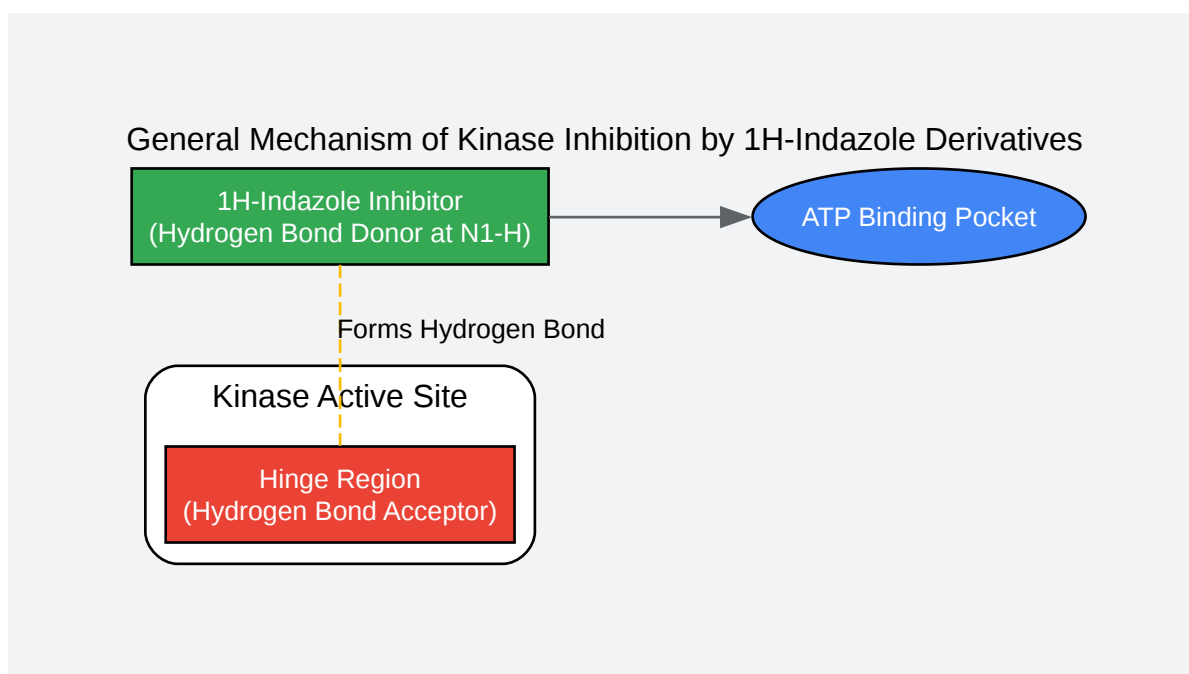 General Mechanism of Kinase Inhibition by 1H-Indazole Derivatives
1H-Indazole Inhibitor
(Hydrogen Bond Donor at N1-H)
ATP Binding Pocket
Forms Hydrogen Bond
Kinase Active Site
Hinge Region
(Hydrogen Bond Acceptor)